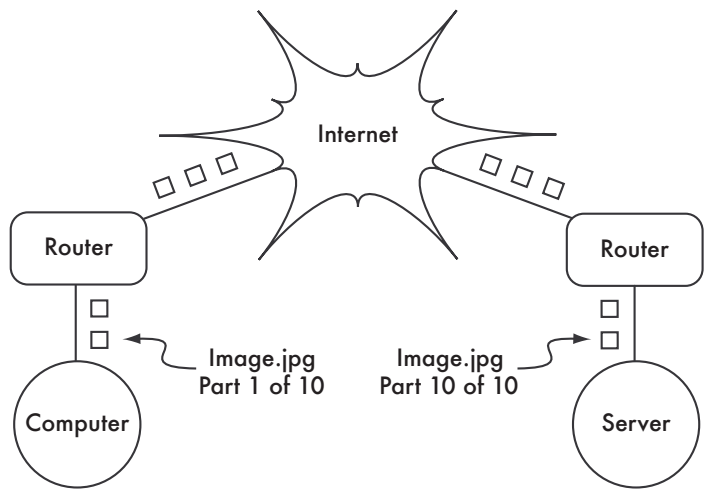 Internet
Router
Router
Image.jpg
Part 1 of 10
Image.jpg
Part 10 of 10
Computer
Server